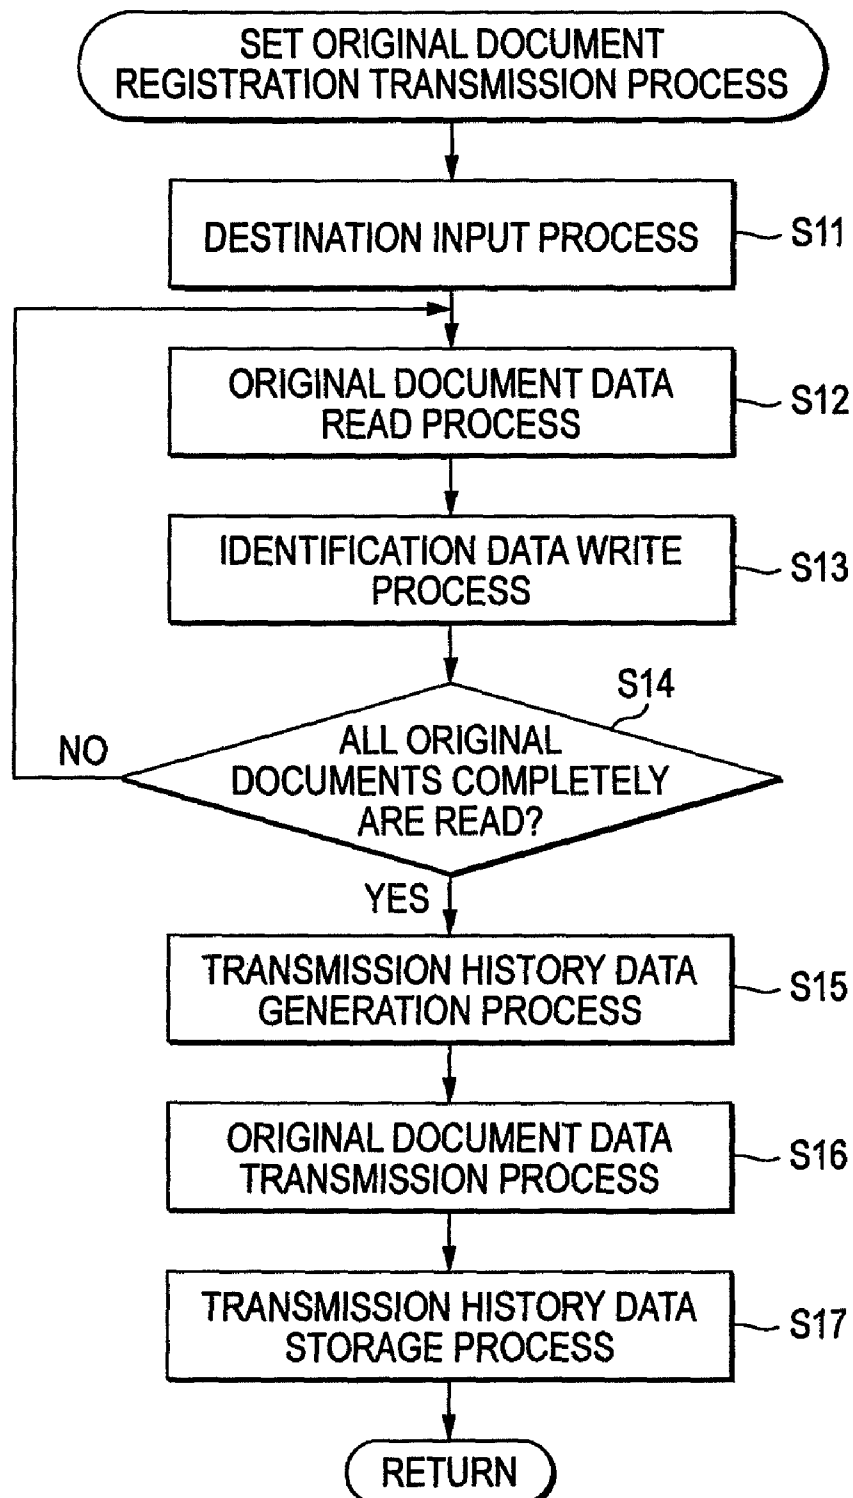 SET ORIGINAL DOCUMENT
REGISTRATION TRANSMISSION PROCESS
DESTINATION INPUT PROCESS
S11
ORIGINAL DOCUMENT DATA
READ PROCESS
S12
IDENTIFICATION DATA WRITE
PROCESS
S13
S14
ALL ORIGINAL
DOCUMENTS COMPLETELY
ARE READ?
NO
YES
TRANSMISSION HISTORY DATA
GENERATION PROCESS
S15
ORIGINAL DOCUMENT DATA
TRANSMISSION PROCESS
S16
TRANSMISSION HISTORY DATA
STORAGE PROCESS
S17
RETURN